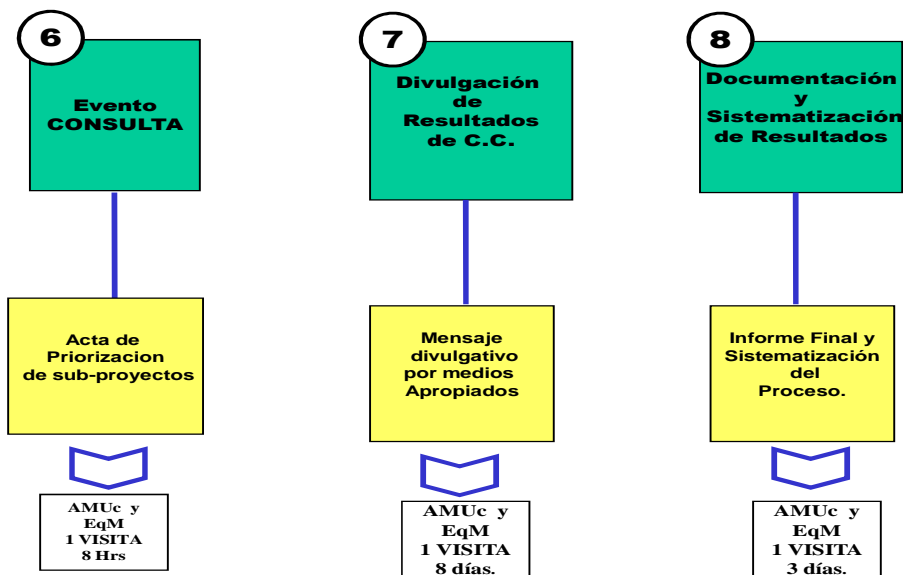 6
Evento
CONSULTA
Acta de
Priorizacion
de sub-proyectos
AMUc y
EqM
1 VISITA
8 Hrs
7
Divulgación
de
Resultados
de C.C.
Mensaje
divulgativo
por medios
Apropiados
AMUc y
EqM
1 VISITA
8 días.
8
Documentación
y
Sistematización
de Resultados
Informe Final y
Sistematización
del
Proceso.
AMUc y
EqM
1 VISITA
3 días.